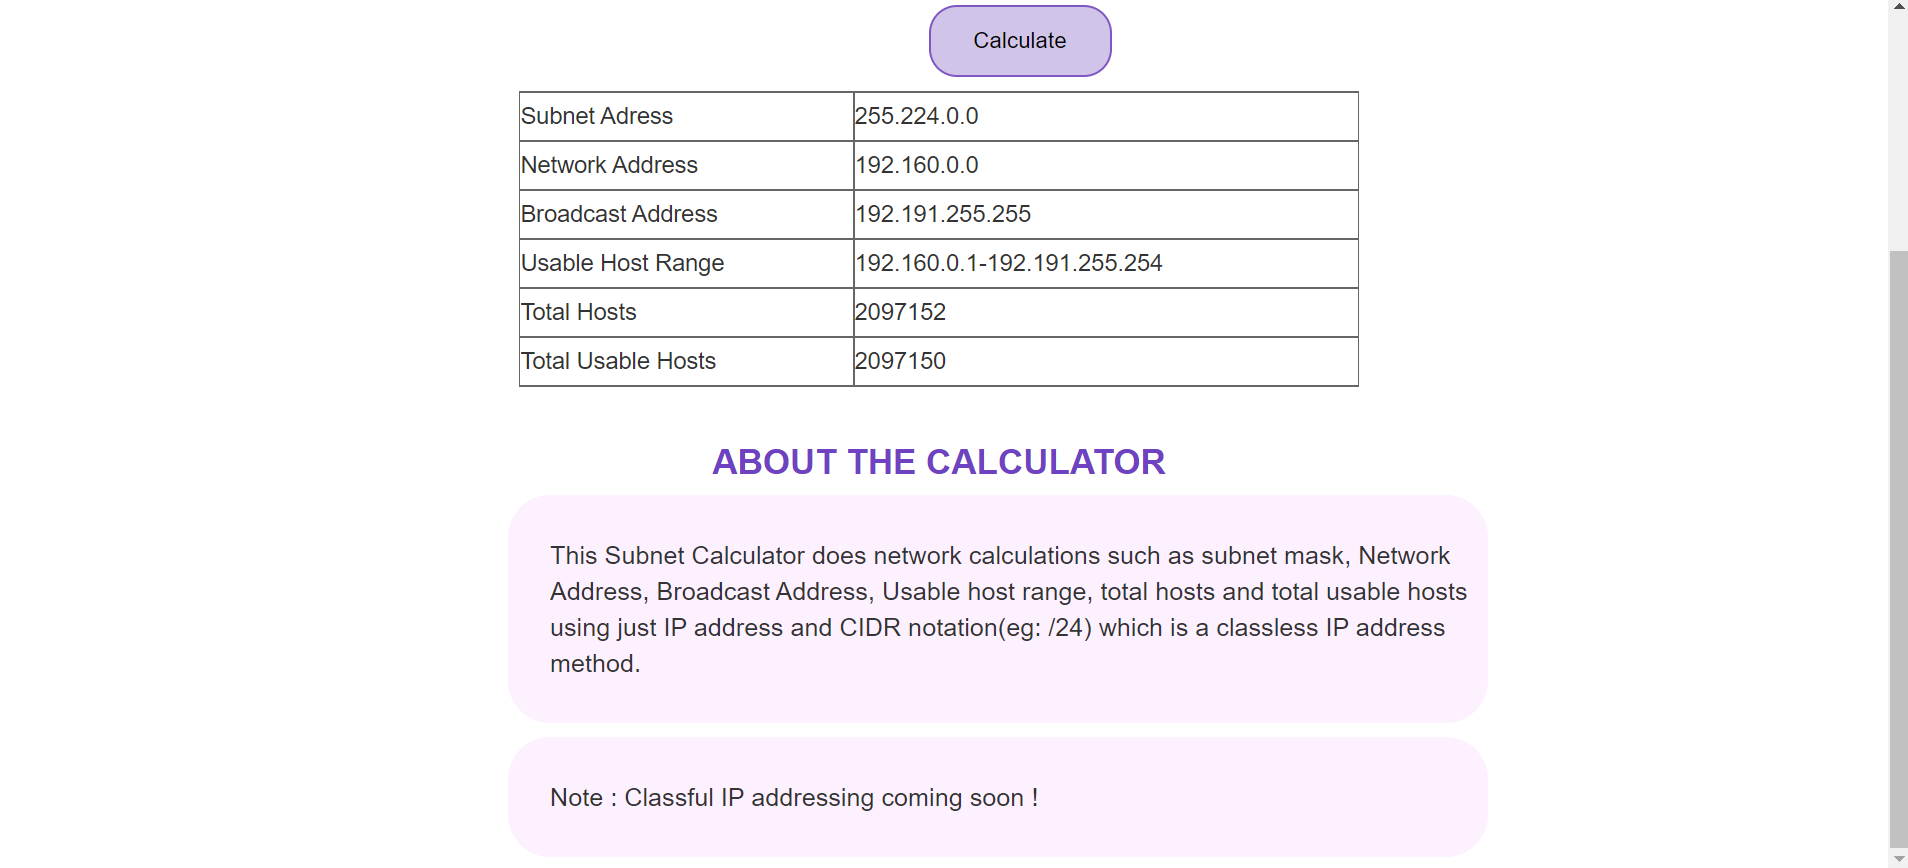 Calculate
Subnet Adress 255.224.0.0
Network Address 192.160.0.0
Broadcast Address 192.191.255.255
Usable Host Range 192.160.0.1-192.191.255.254
Total Hosts 2097152
Total Usable Hosts 2097150
ABOUT THE CALCULATOR
This Subnet Calculator does network calculations such as subnet mask, Network
Address, Broadcast Address, Usable host range, total hosts and total usable hosts
using just IP address and CIDR notation(eg: /24) which is a classless IP address
method.
Note : Classful IP addressing coming soon !